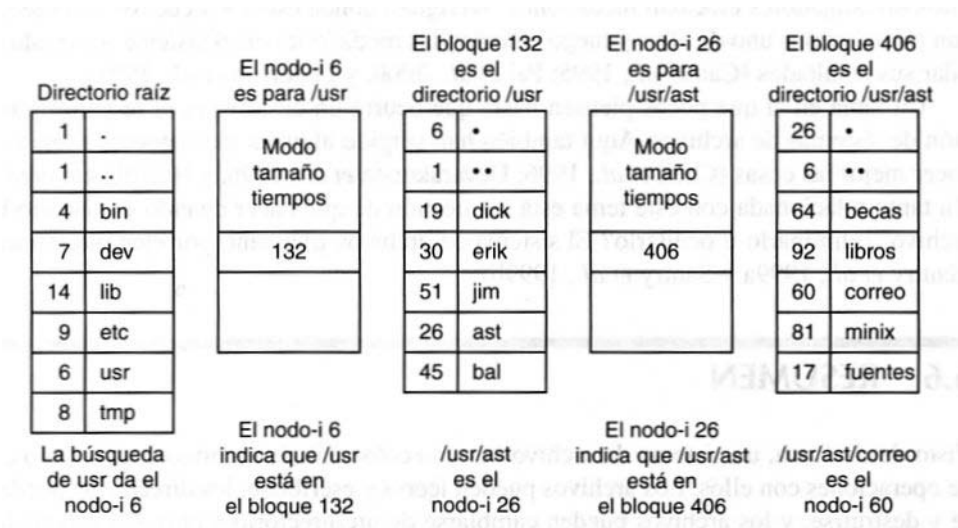 Directorio raíz
1 .
1 ..
4 bin
7 dev
14 lib
9 etc
6 usr
8 tmp
La búsqueda
de usr da el
nodo-i 6
El nodo-i 6
es para /usr
Modo
tamaño
tiempos
132
El nodo-i 6
indica que /usr
está en
el bloque 132
El bloque 132
es el
directorio /usr
6 •
1 ••
19 dick
30 erik
51 jim
26 ast
45 bal
/usr/ast
es el
nodo-i 26
El nodo-i 26
es para
/usr/ast
Modo
tamaño
tiempos
406
El nodo-i 26
indica que /usr/ast
está en
el bloque 406
El bloque 406
es el
directorio /usr/ast
26 •
6 ••
64 becas
92 libros
60 correo
81 minix
17 fuentes
/usr/ast/correo
es el
nodo-i 60